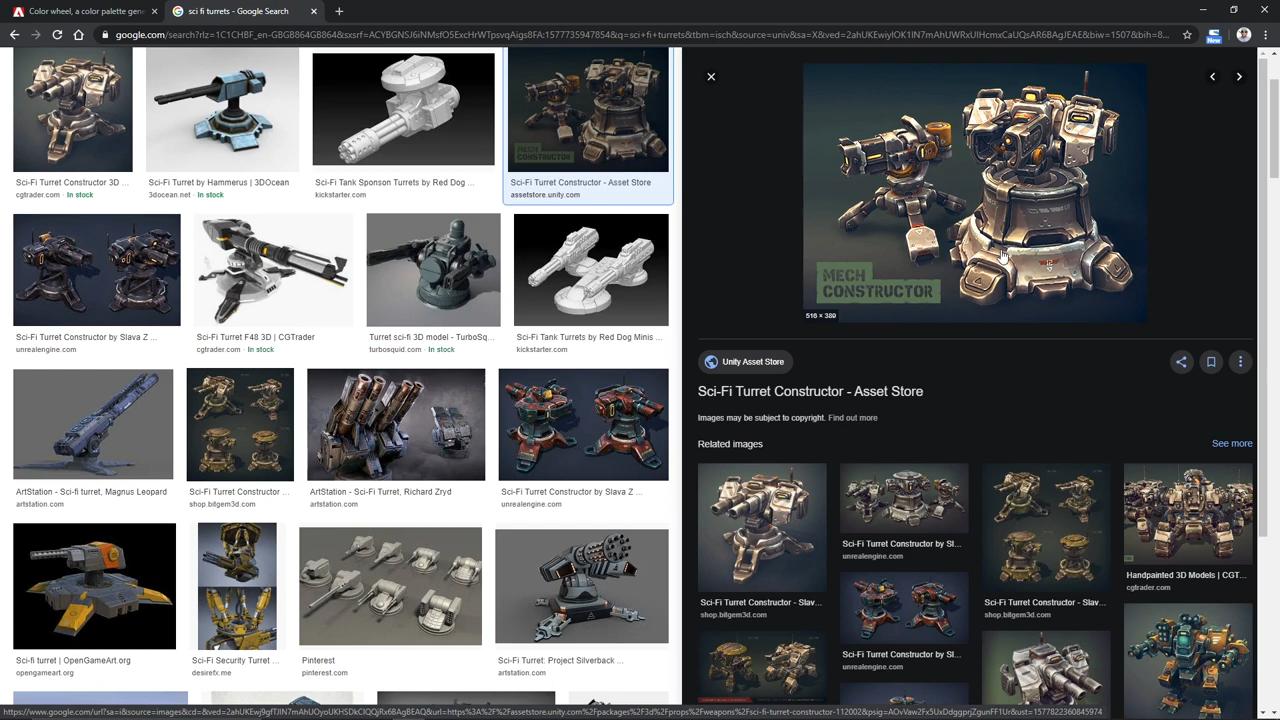 Color wheel, a color palette gene
sci fi turrets - Google Search
google.com/search?rlz=1C1CHBF_en-GBGB864GB864&sxsrf=ACYBGNSJ6iNMsfO5ExcHrWTpsvqAigs8FA:1577735947854&q=sci+fi+turrets&tbm=isch&source=univ&sa=X&ved=2ahUKEwiylOK1lN7mAhUWRxUIHcmxCaUQsAR6BAgJEAE&biw=1507&bih=8...
New
Sci-Fi Turret Constructor 3D ...
cgtrader.com · In stock
Sci-Fi Turret by Hammerus | 3DOcean
3docean.net · In stock
Sci-Fi Tank Sponson Turrets by Red Dog ...
kickstarter.com
Sci-Fi Turret Constructor - Asset Store
assetstore.unity.com
Sci-Fi Turret Constructor by Slava Z ...
unrealengine.com
Sci-Fi Turret F48 3D | CGTrader
cgtrader.com · In stock
Turret sci-fi 3D model - TurboSq...
turbosquid.com · In stock
Sci-Fi Tank Turrets by Red Dog Minis ...
kickstarter.com
ArtStation - Sci-fi turret, Magnus Leopard
artstation.com
Sci-Fi Turret Constructor ...
shop.bitgem3d.com
ArtStation - Sci-Fi Turret, Richard Zryd
artstation.com
Sci-Fi Turret Constructor by Slava Z ...
unrealengine.com
Sci-fi turret | OpenGameArt.org
opengameart.org
Sci-Fi Security Turret ...
desirefx.me
Pinterest
pinterest.com
Sci-Fi Turret: Project Silverback ...
artstation.com
MECH
CONSTRUCTOR
516 × 389
Unity Asset Store
Sci-Fi Turret Constructor - Asset Store
Images may be subject to copyright. Find out more
Related images
See more
Sci-Fi Turret Constructor - Slav...
shop.bitgem3d.com
Sci-Fi Turret Constructor by Sl...
unrealengine.com
Sci-Fi Turret Constructor - Slav...
shop.bitgem3d.com
Handpainted 3D Models | CGT...
cgtrader.com
Sci-Fi Turret Constructor by Sl...
unrealengine.com